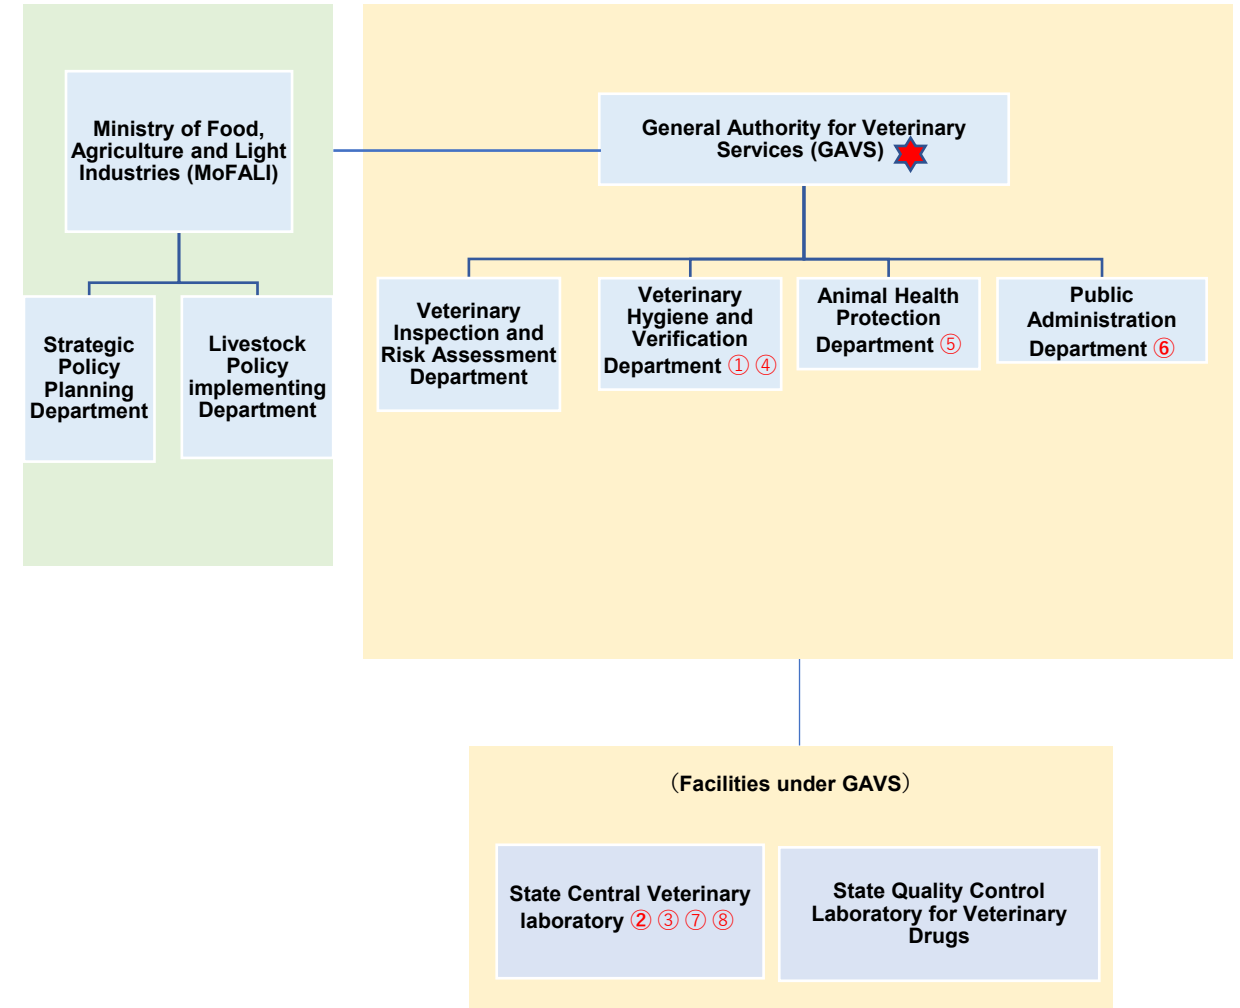 Ministry of Food,
Agriculture and Light
Industries (MoFALI)
General Authority for Veterinary
Services (GAVS)
Strategic
Policy
Planning
Department
Livestock
Policy
implementing
Department
Veterinary
Inspection and
Risk Assessment
Department
Veterinary
Hygiene and
Verification
Department ① ④
Animal Health
Protection
Department ⑤
Public
Administration
Department ⑥
（Facilities under GAVS）
State Central Veterinary
laboratory ② ③ ⑦ ⑧
State Quality Control
Laboratory for Veterinary
Drugs